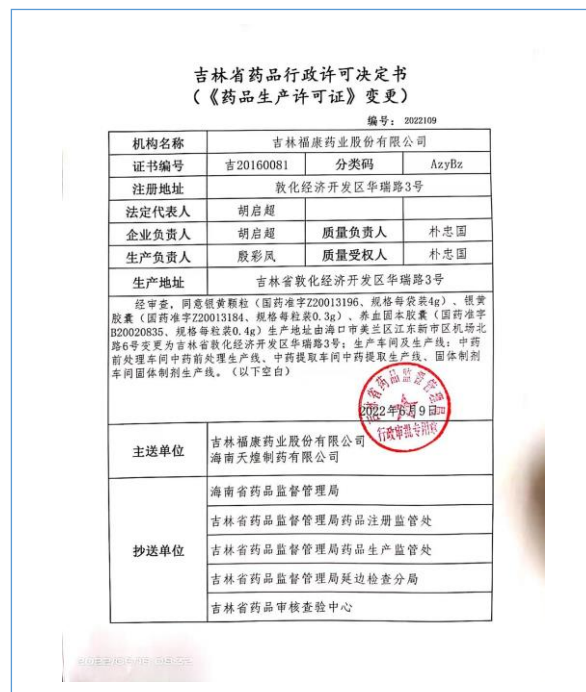 吉林省药品行政许可决定书
（《药品生产许可证》变更）
编号： 2022109
机构名称 吉林福康药业股份有限公司
证书编号 吉20160081 分类码 AzyBz
注册地址 敦化经济开发区华瑞路3号
法定代表人 胡启超
企业负责人 胡启超 质量负责人 朴忠国
生产负责人 殷彩凤 质量受权人 朴忠国
生产地址 吉林省敦化经济开发区华瑞路3号
经审查，同意银黄颗粒（国药准字Z20013196、规格每袋装4g）、银黄
胶囊（国药准字Z20013184、规格每粒装0.3g）、养血固本胶囊（国药准字
B20020835、规格每粒装0.4g）生产地址由海口市美兰区江东新市区机场北
路6号变更为吉林省敦化经济开发区华瑞路3号；生产车间及生产线：中药
前处理车间中药前处理生产线、中药提取车间中药提取生产线、固体制剂
车间固体制剂生产线。（以下空白）
吉林省药品监督管理局
2022年6月9日
行政审批专用章
主送单位 吉林福康药业股份有限公司
海南天煌制药有限公司
抄送单位 海南省药品监督管理局
吉林省药品监督管理局药品注册监管处
吉林省药品监督管理局药品生产监管处
吉林省药品监督管理局延边检查分局
吉林省药品审核查验中心